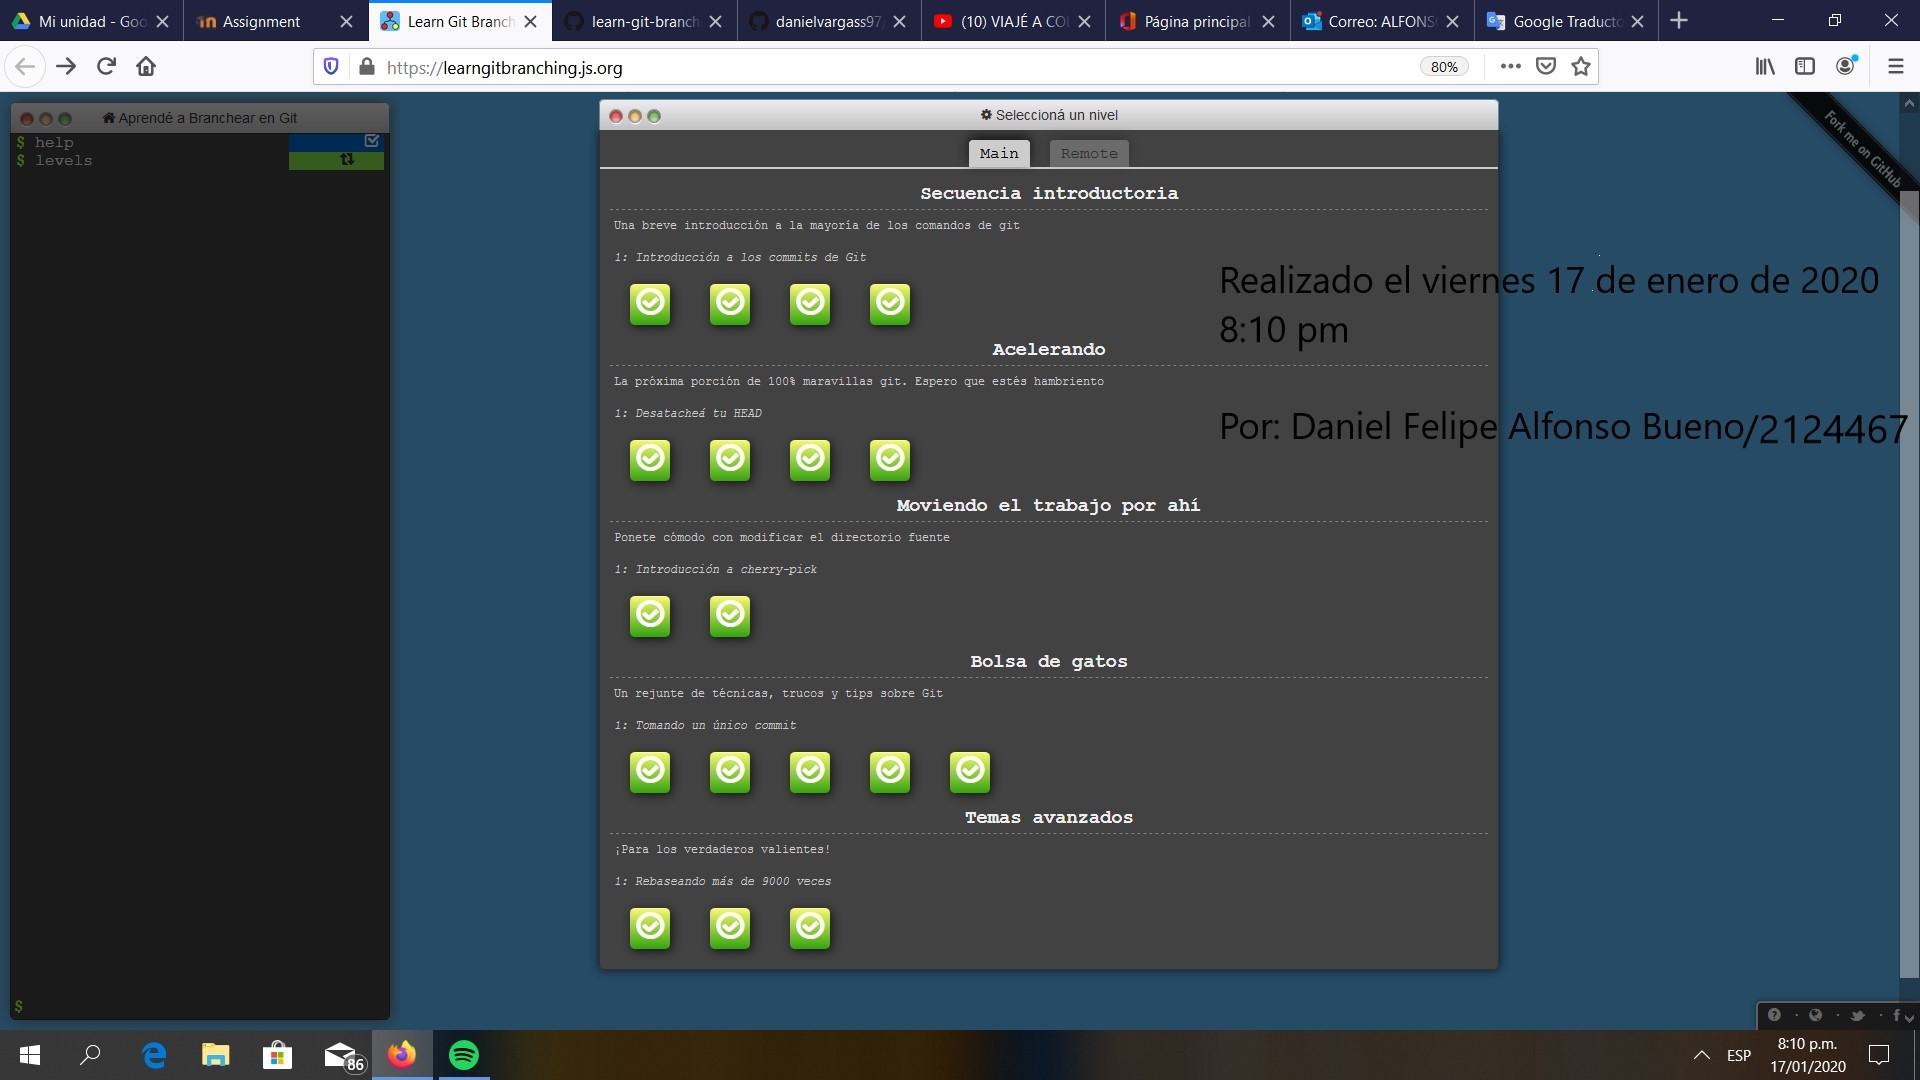 Mi unidad - Goo
Assignment
Learn Git Branch
learn-git-branch
danielvargass97
(10) VIAJÉ A COL
Página principal
Correo: ALFONS
Google Traducto
https://learngitbranching.js.org
80%
Aprendé a Branchear en Git
$ help
$ levels
$
Seleccioná un nivel
Main
Remote
Secuencia introductoria
Una breve introducción a la mayoría de los comandos de git
1: Introducción a los commits de Git
Acelerando
La próxima porción de 100% maravillas git. Espero que estés hambriento
1: Desatacheá tu HEAD
Moviendo el trabajo por ahí
Ponete cómodo con modificar el directorio fuente
1: Introducción a cherry-pick
Bolsa de gatos
Un rejunte de técnicas, trucos y tips sobre Git
1: Tomando un único commit
Temas avanzados
¡Para los verdaderos valientes!
1: Rebaseando más de 9000 veces
Fork me on GitHub
Realizado el viernes 17 de enero de 2020
8:10 pm
Por: Daniel Felipe Alfonso Bueno/2124467
86
ESP
8:10 p.m.
17/01/2020